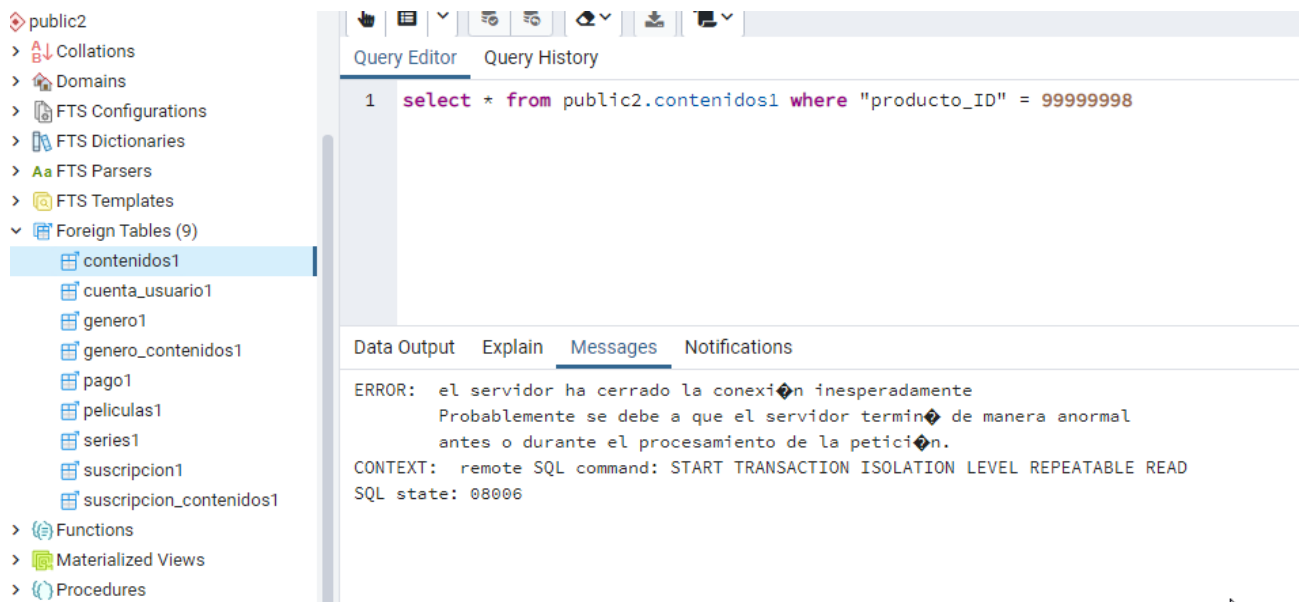 public2
Collations
Domains
FTS Configurations
FTS Dictionaries
Aa FTS Parsers
FTS Templates
Foreign Tables (9)
contenidos1
cuenta_usuario1
genero1
genero_contenidos1
pago1
peliculas1
series1
suscripcion1
suscripcion_contenidos1
Functions
Materialized Views
Procedures
Query Editor Query History
1 select * from public2.contenidos1 where "producto_ID" = 99999998
Data Output Explain Messages Notifications
ERROR: el servidor ha cerrado la conexi�n inesperadamente
Probablemente se debe a que el servidor termin� de manera anormal
antes o durante el procesamiento de la petici�n.
CONTEXT: remote SQL command: START TRANSACTION ISOLATION LEVEL REPEATABLE READ
SQL state: 08006